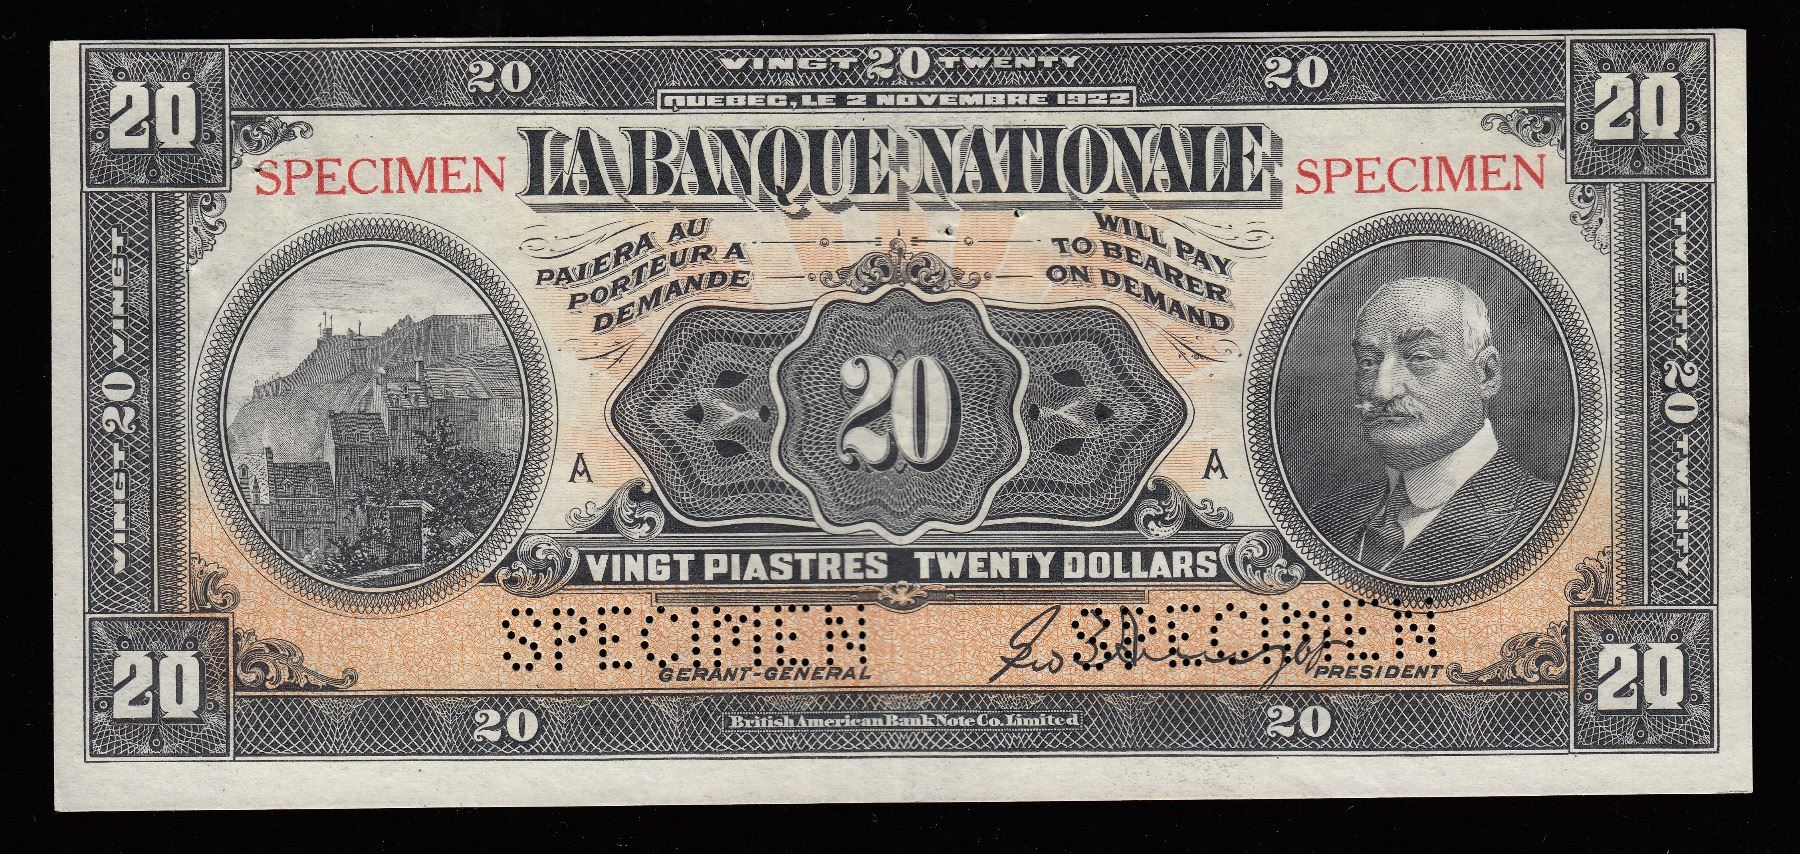 20 20 VINGT 20 TWENTY 20 20
QUEBEC, LE 2 NOVEMBRE 1922
SPECIMEN LA BANQUE NATIONALE SPECIMEN
PAIERA AU
PORTEUR A
DEMANDE
WILL PAY
TO BEARER
ON DEMAND
VINGT 20 VINGT
20
TWENTY 20 TWENTY
A A
VINGT PIASTRES TWENTY DOLLARS
SPECIMEN SPECIMEN
GERANT-GENERAL PRESIDENT
20 20 British American Bank Note Co. Limited 20 20